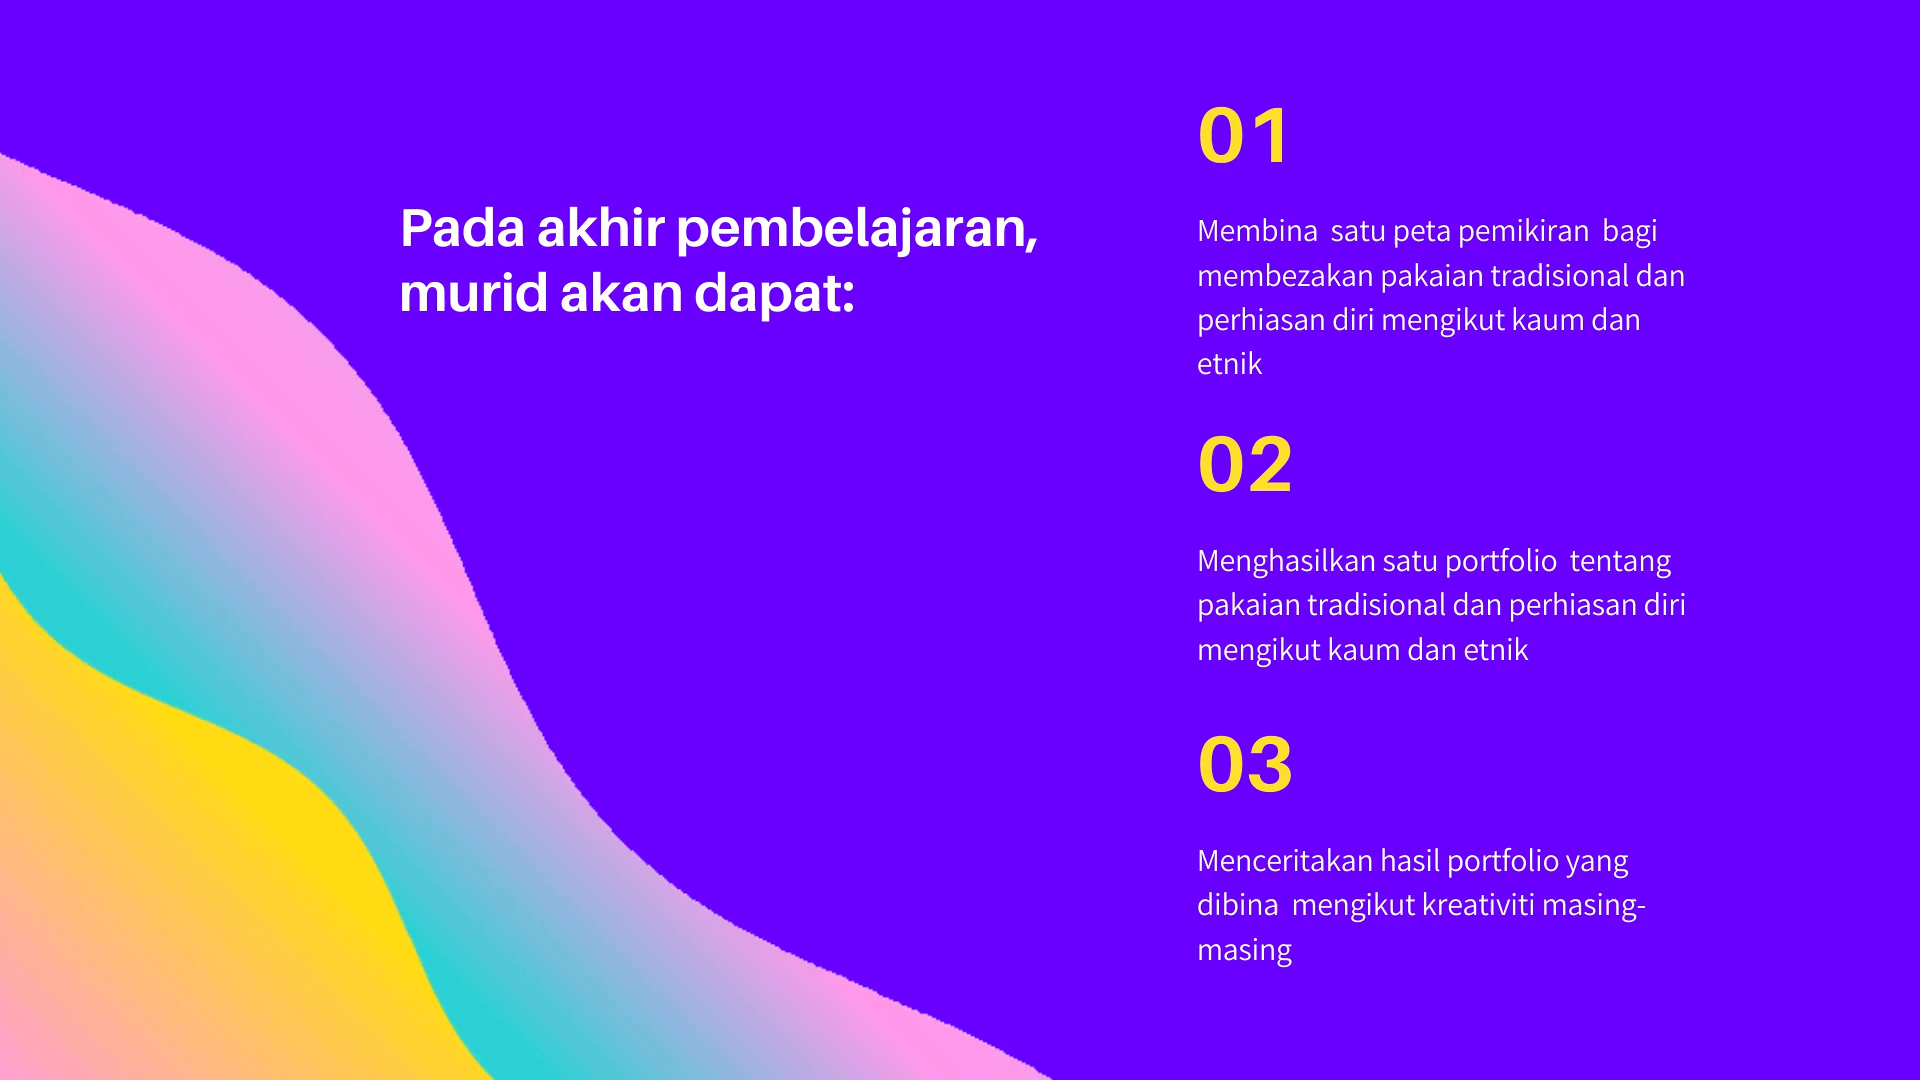 Pada akhir pembelajaran,
murid akan dapat:
01
Membina satu peta pemikiran bagi
membezakan pakaian tradisional dan
perhiasan diri mengikut kaum dan
etnik
02
Menghasilkan satu portfolio tentang
pakaian tradisional dan perhiasan diri
mengikut kaum dan etnik
03
Menceritakan hasil portfolio yang
dibina mengikut kreativiti masing-
masing